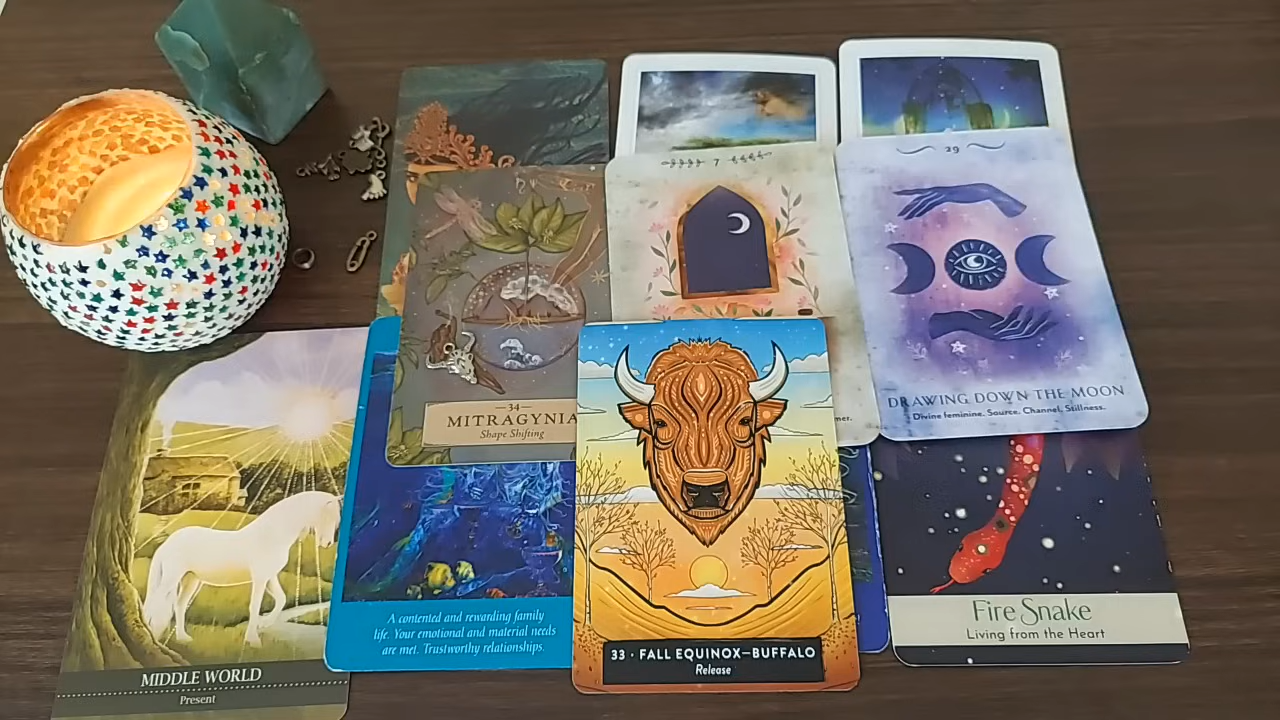 7
29
DRAWING DOWN THE MOON
Divine feminine. Source. Channel. Stillness.
—34—
MITRAGYNIA
Shape Shifting
A contented and rewarding family
life. Your emotional and material needs
are met. Trustworthy relationships.
33 • FALL EQUINOX—BUFFALO
Release
Fire Snake
Living from the Heart
MIDDLE WORLD
Present